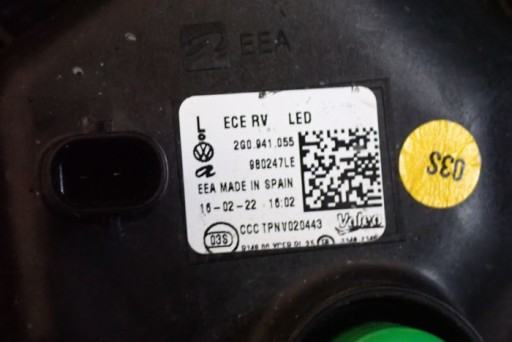 EEA
L ECE RV LED
2G0.941.055
980247LE
EEA MADE IN SPAIN
16-02-22 16:02
03S CCC TPNV020443 Valeo
03S